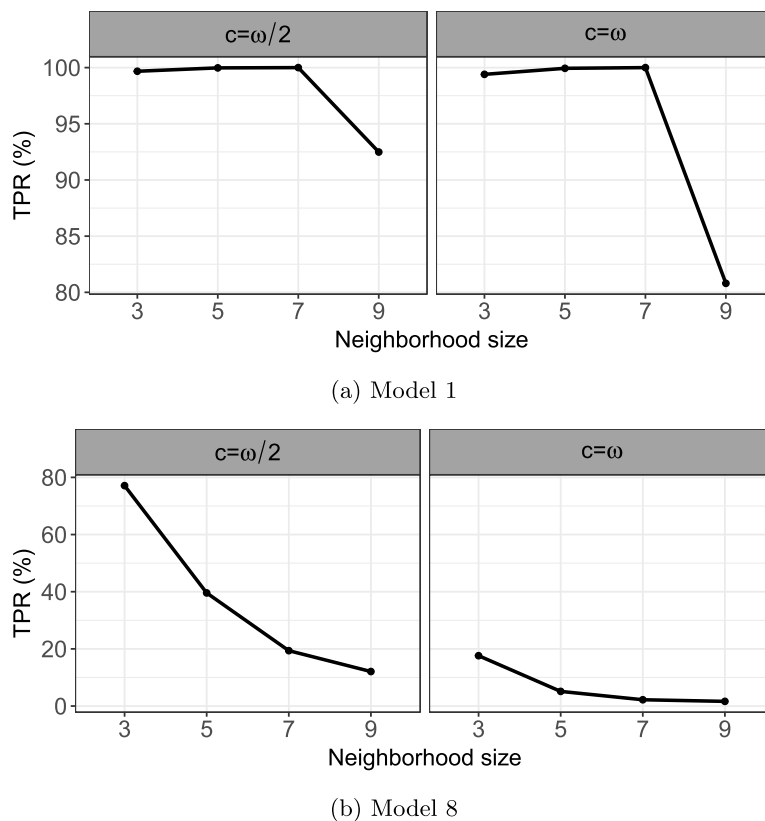 c=ω/2 c=ω
TPR (%)
100
95
90
85
80
3 5 7 9 3 5 7 9
Neighborhood size
(a) Model 1
c=ω/2 c=ω
TPR (%)
80
60
40
20
0
3 5 7 9 3 5 7 9
Neighborhood size
(b) Model 8